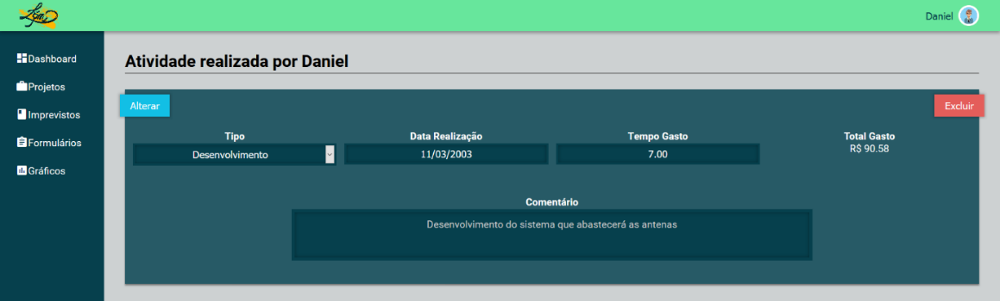 Daniel
Dashboard
Projetos
Imprevistos
Formulários
Gráficos
Atividade realizada por Daniel
Alterar
Excluir
Tipo
Desenvolvimento
Data Realização
11/03/2003
Tempo Gasto
7.00
Total Gasto
R$ 90.58
Comentário
Desenvolvimento do sistema que abastecerá as antenas